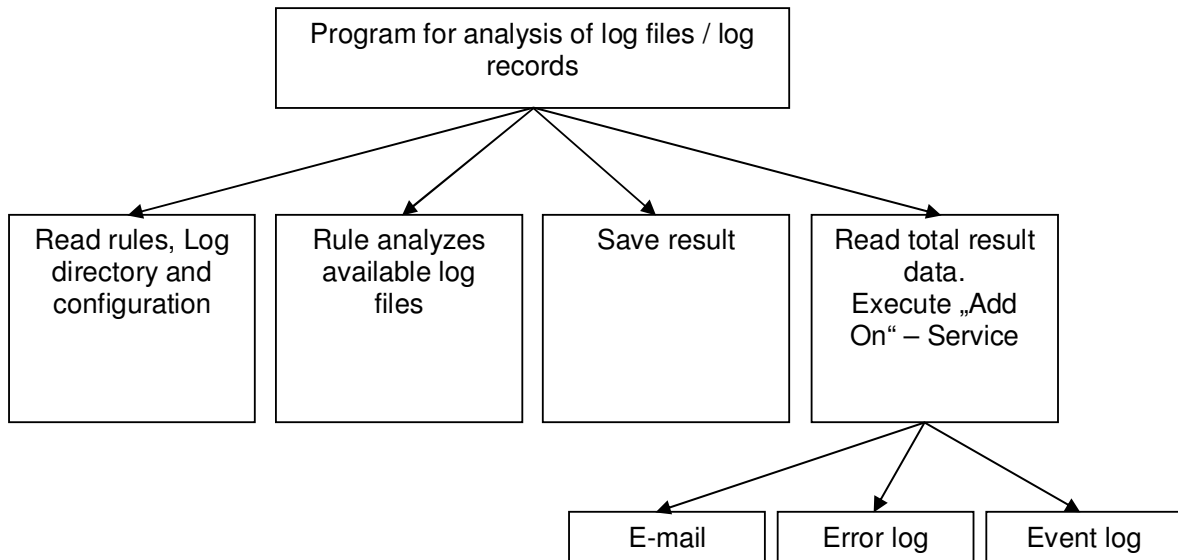 Program for analysis of log files / log
records
Read rules, Log
directory and
configuration
Rule analyzes
available log
files
Save result
Read total result
data.
Execute „Add
On“ – Service
E-mail
Error log
Event log